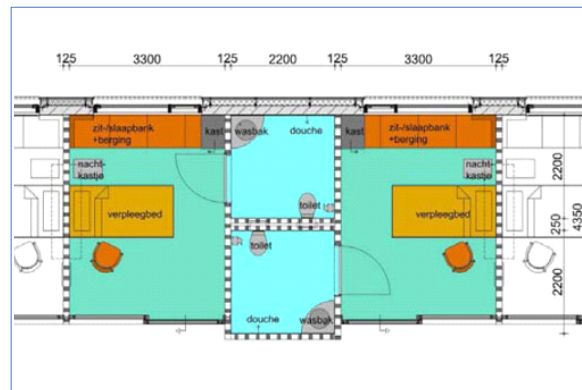 125 3300 125 2200 125 3300 125
zit-/slaapbank
+berging
kast
wasbak
douche
kast
zit-/slaapbank
+berging
nacht-
kastje
nacht-
kastje
verpleegbed
toilet
verpleegbed
toilet
douche
wasbak
2200
250
2200
4350